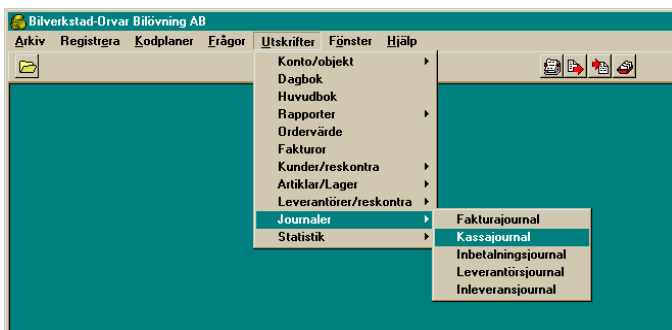 Bilverkstad-Orvar Bilövning AB
Arkiv Registrera Kodplaner Frågor Utskrifter Fönster Hjälp
Konto/objekt
Dagbok
Huvudbok
Rapporter
Ordervärde
Fakturor
Kunder/reskontra
Artiklar/Lager
Leverantörer/reskontra
Journaler
Statistik
Fakturajournal
Kassajournal
Inbetalningsjournal
Leverantörsjournal
Inleveransjournal